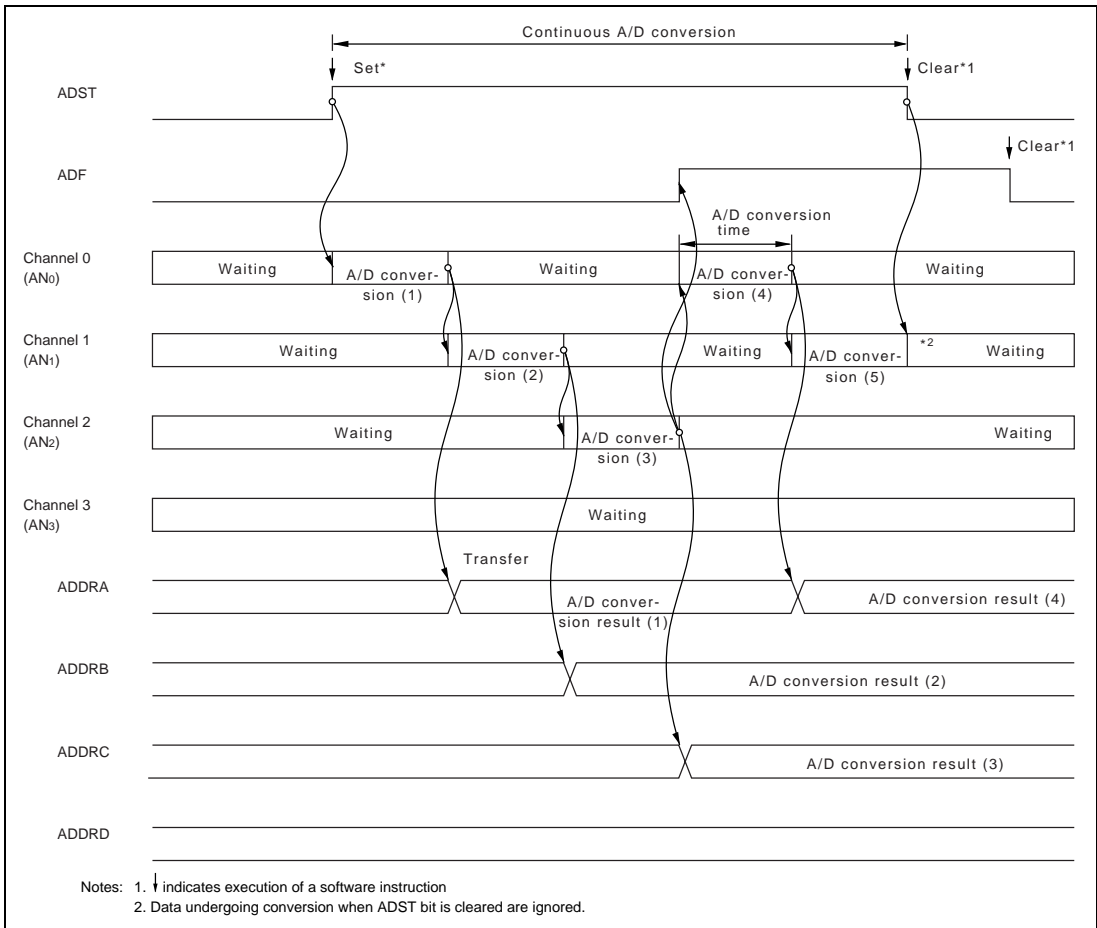 Continuous A/D conversion
Set*
Clear*1
ADST
Clear*1
ADF
A/D conversion
time
Channel 0
(AN0)
Waiting
A/D conver-
sion (1)
Waiting
A/D conver-
sion (4)
Waiting
Channel 1
(AN1)
Waiting
A/D conver-
sion (2)
Waiting
A/D conver-
sion (5)
*2
Waiting
Channel 2
(AN2)
Waiting
A/D conver-
sion (3)
Waiting
Channel 3
(AN3)
Waiting
Transfer
ADDRA
A/D conver-
sion result (1)
A/D conversion result (4)
ADDRB
A/D conversion result (2)
ADDRC
A/D conversion result (3)
ADDRD
Notes: 1. ↓ indicates execution of a software instruction
2. Data undergoing conversion when ADST bit is cleared are ignored.